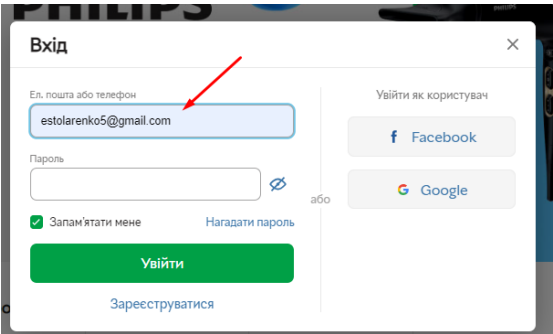 PHILIPS
PHILIPS
Вхід
Ел. пошта або телефон
estolarenko5@gmail.com
Пароль
Запам'ятати мене
Нагадати пароль
Увійти
Зареєструватися
або
Увійти як користувач
f Facebook
G Google